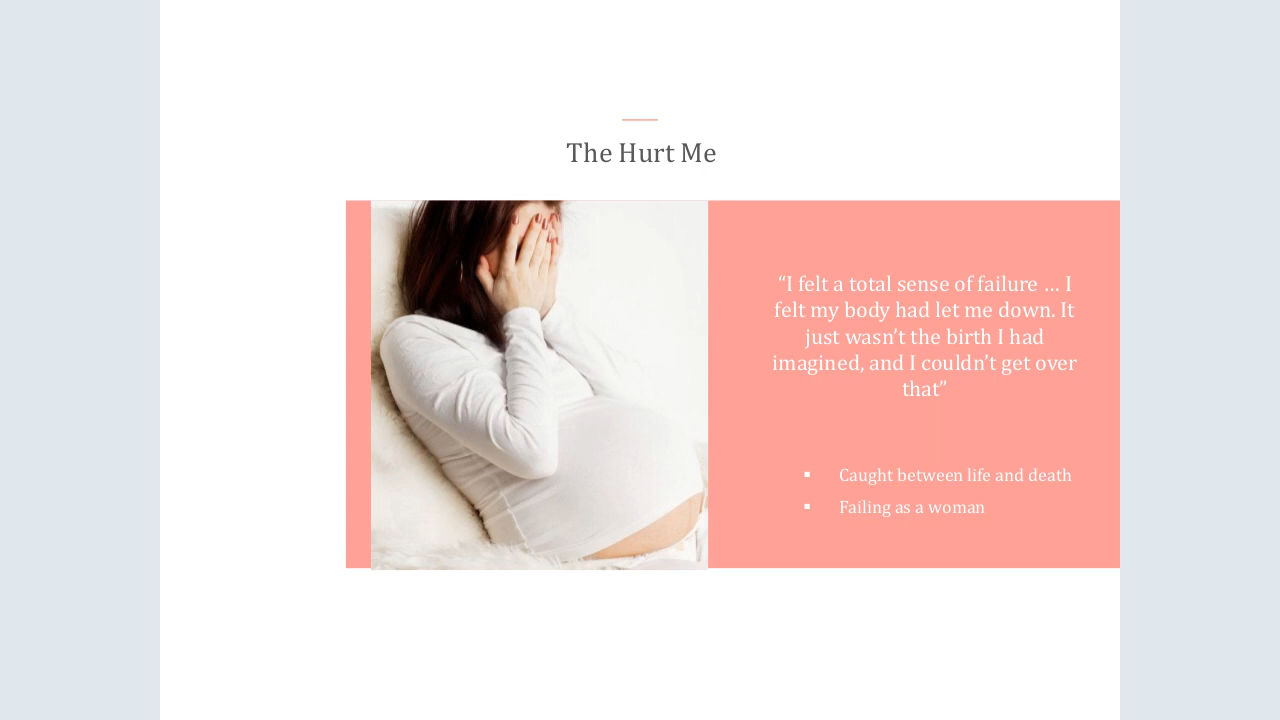 The Hurt Me
“I felt a total sense of failure … I
felt my body had let me down. It
just wasn’t the birth I had
imagined, and I couldn’t get over
that”
▪ Caught between life and death
▪ Failing as a woman